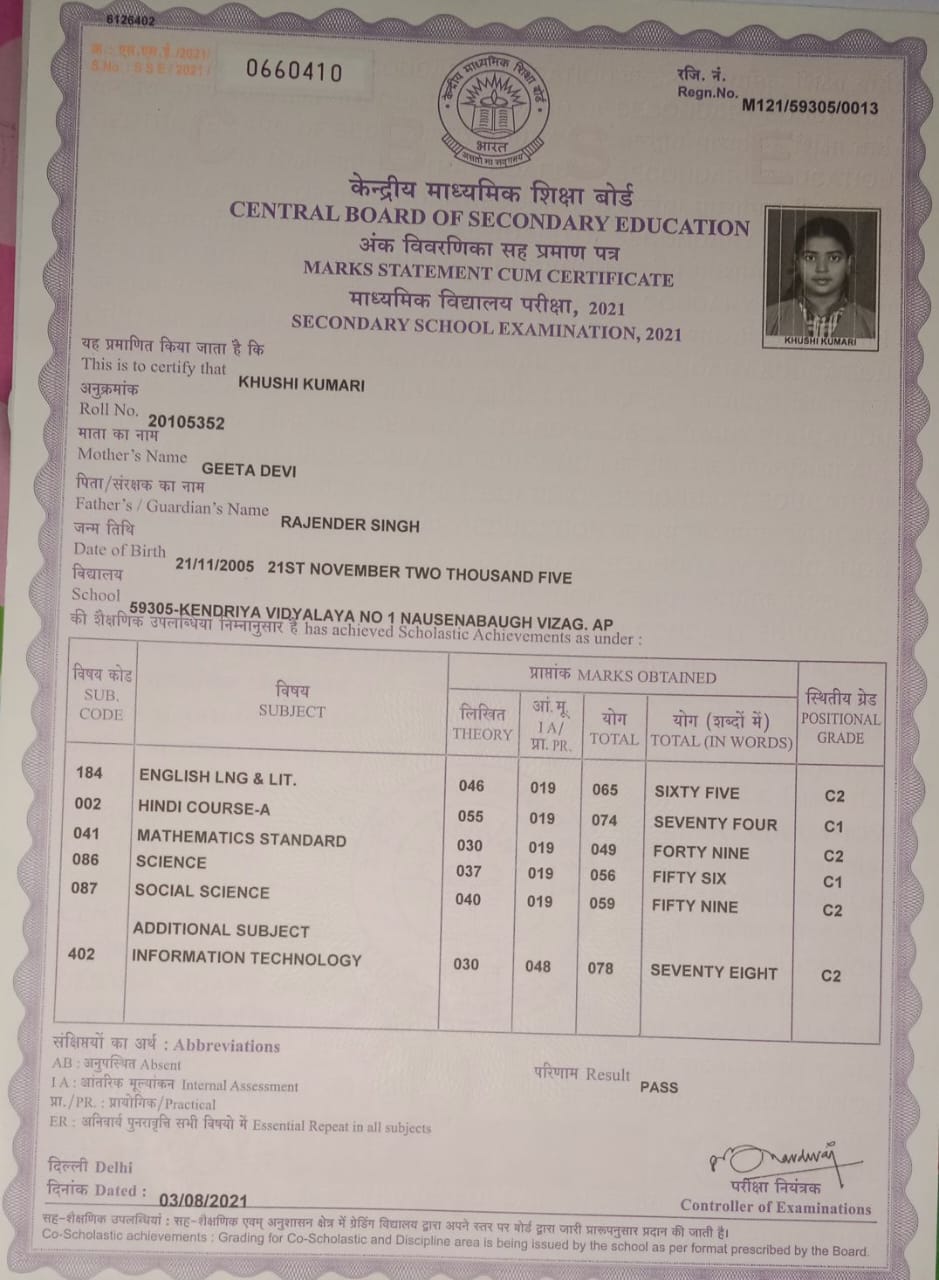 6126402
क्र.: एस.एस.ई./2021/
S.No : SSE/2021/
0660410
केन्द्रीय माध्यमिक शिक्षा बोर्ड
भारत
असतो मा सद्गमय
रजि. नं.
Regn.No. M121/59305/0013
केन्द्रीय माध्यमिक शिक्षा बोर्ड
CENTRAL BOARD OF SECONDARY EDUCATION
अंक विवरणिका सह प्रमाण पत्र
MARKS STATEMENT CUM CERTIFICATE
माध्यमिक विद्यालय परीक्षा, 2021
SECONDARY SCHOOL EXAMINATION, 2021
KHUSHI KUMARI
यह प्रमाणित किया जाता है कि
This is to certify that KHUSHI KUMARI
अनुक्रमांक
Roll No. 20105352
माता का नाम
Mother's Name GEETA DEVI
पिता/संरक्षक का नाम
Father's / Guardian's Name RAJENDER SINGH
जन्म तिथि
Date of Birth 21/11/2005 21ST NOVEMBER TWO THOUSAND FIVE
विद्यालय
School 59305-KENDRIYA VIDYALAYA NO 1 NAUSENABAUGH VIZAG. AP
की शैक्षणिक उपलब्धियां निम्नानुसार है has achieved Scholastic Achievements as under :
विषय कोड SUB. CODE
विषय SUBJECT
प्राप्तांक MARKS OBTAINED
लिखित THEORY
आं.मू. I A/ प्रा. PR.
योग TOTAL
योग (शब्दों में) TOTAL (IN WORDS)
स्थितीय ग्रेड POSITIONAL GRADE
184 ENGLISH LNG & LIT. 046 019 065 SIXTY FIVE C2
002 HINDI COURSE-A 055 019 074 SEVENTY FOUR C1
041 MATHEMATICS STANDARD 030 019 049 FORTY NINE C2
086 SCIENCE 037 019 056 FIFTY SIX C1
087 SOCIAL SCIENCE 040 019 059 FIFTY NINE C2
ADDITIONAL SUBJECT
402 INFORMATION TECHNOLOGY 030 048 078 SEVENTY EIGHT C2
संक्षिप्तयों का अर्थ : Abbreviations
AB : अनुपस्थित Absent
I A : आंतरिक मूल्यांकन Internal Assessment
प्रा./PR. : प्रायोगिक/Practical
ER : अनिवार्य पुनरावृत्ति सभी विषयो में Essential Repeat in all subjects
परिणाम Result PASS
दिल्ली Delhi
दिनांक Dated : 03/08/2021
परीक्षा नियंत्रक
Controller of Examinations
सह-शैक्षणिक उपलब्धियां : सह-शैक्षणिक एवम् अनुशासन क्षेत्र में ग्रेडिंग विद्यालय द्वारा अपने स्तर पर बोर्ड द्वारा जारी प्रारूपनुसार प्रदान की जाती है।
Co-Scholastic achievements : Grading for Co-Scholastic and Discipline area is being issued by the school as per format prescribed by the Board.